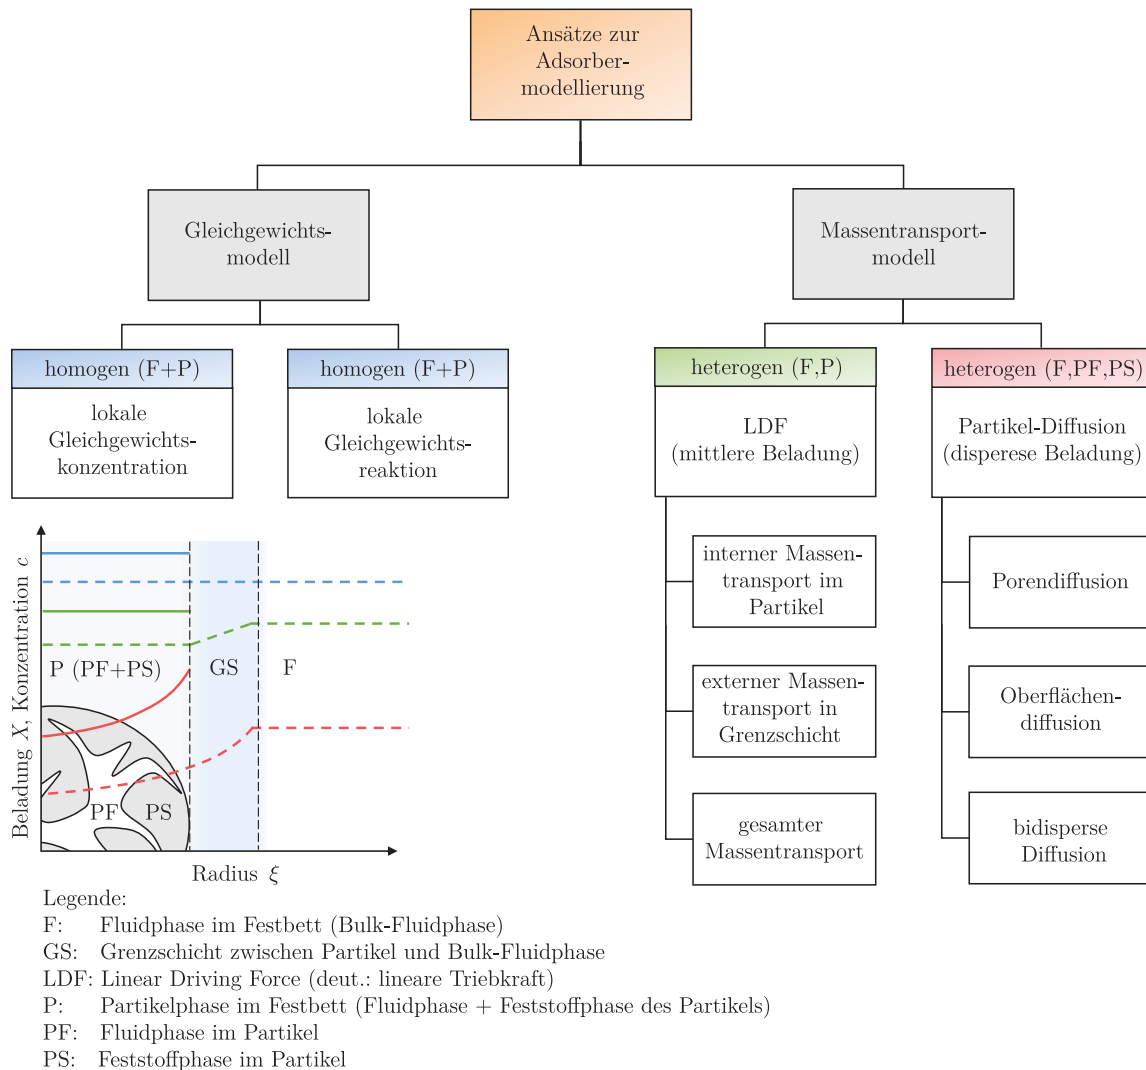 Ansätze zur
Adsorber-
modellierung
Gleichgewichts-
modell
Massentransport-
modell
homogen (F+P)
lokale
Gleichgewichts-
konzentration
homogen (F+P)
lokale
Gleichgewichts-
reaktion
heterogen (F,P)
LDF
(mittlere Beladung)
heterogen (F,PF,PS)
Partikel-Diffusion
(disperese Beladung)
interner Massen-
transport im
Partikel
externer Massen-
transport in
Grenzschicht
gesamter
Massentransport
Porendiffusion
Oberflächen-
diffusion
bidisperse
Diffusion
Beladung X, Konzentration c
P (PF+PS)
GS
F
PF
PS
Radius ξ
Legende:
F: Fluidphase im Festbett (Bulk-Fluidphase)
GS: Grenzschicht zwischen Partikel und Bulk-Fluidphase
LDF: Linear Driving Force (deut.: lineare Triebkraft)
P: Partikelphase im Festbett (Fluidphase + Feststoffphase des Partikels)
PF: Fluidphase im Partikel
PS: Feststoffphase im Partikel